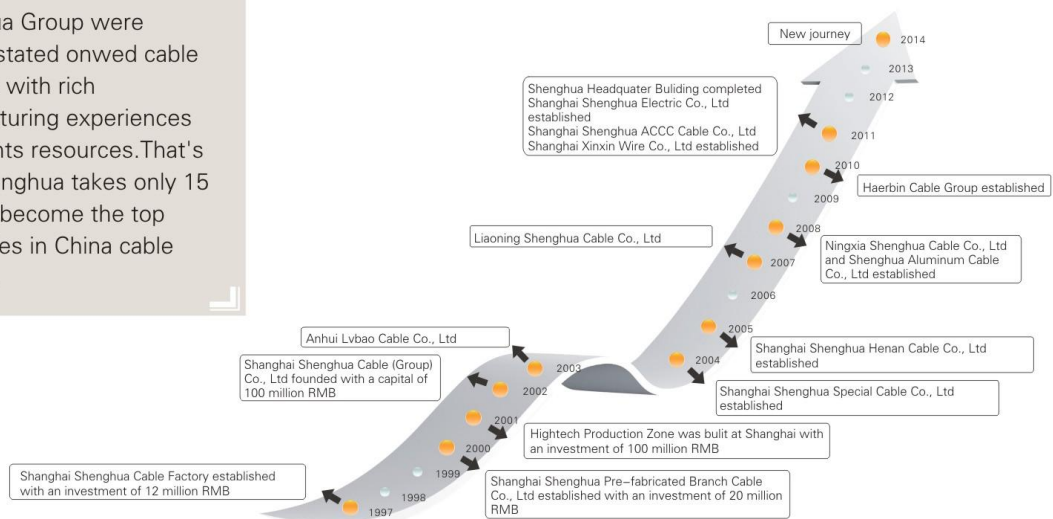 ua Group were
stated onwed cable
with rich
turing experiences
nts resources.That's
nghua takes only 15
become the top
es in China cable
New journey
2014
2013
2012
Shenghua Headquater Buliding completed
Shanghai Shenghua Electric Co., Ltd
established
Shanghai Shenghua ACCC Cable Co., Ltd
Shanghai Xinxin Wire Co., Ltd established
2011
2010
Haerbin Cable Group established
2009
2008
Liaoning Shenghua Cable Co., Ltd
Ningxia Shenghua Cable Co., Ltd
and Shenghua Aluminum Cable
Co., Ltd established
2007
2006
2005
Anhui Lvbao Cable Co., Ltd
Shanghai Shenghua Henan Cable Co., Ltd
established
2004
2003
Shanghai Shenghua Cable (Group)
Co., Ltd founded with a capital of
100 million RMB
2002
Shanghai Shenghua Special Cable Co., Ltd
established
2001
Hightech Production Zone was bulit at Shanghai with
an investment of 100 million RMB
2000
1999
Shanghai Shenghua Cable Factory established
with an investment of 12 million RMB
Shanghai Shenghua Pre-fabricated Branch Cable
Co., Ltd established with an investment of 20 million
RMB
1998
1997